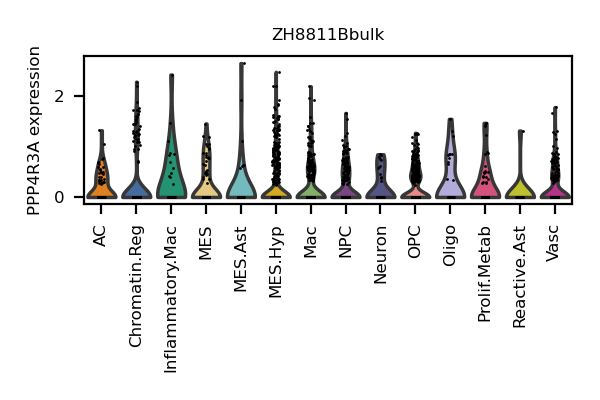 ZH8811Bbulk
PPP4R3A expression
2
0
AC
Chromatin.Reg
Inflammatory.Mac
MES
MES.Ast
MES.Hyp
Mac
NPC
Neuron
OPC
Oligo
Prolif.Metab
Reactive.Ast
Vasc